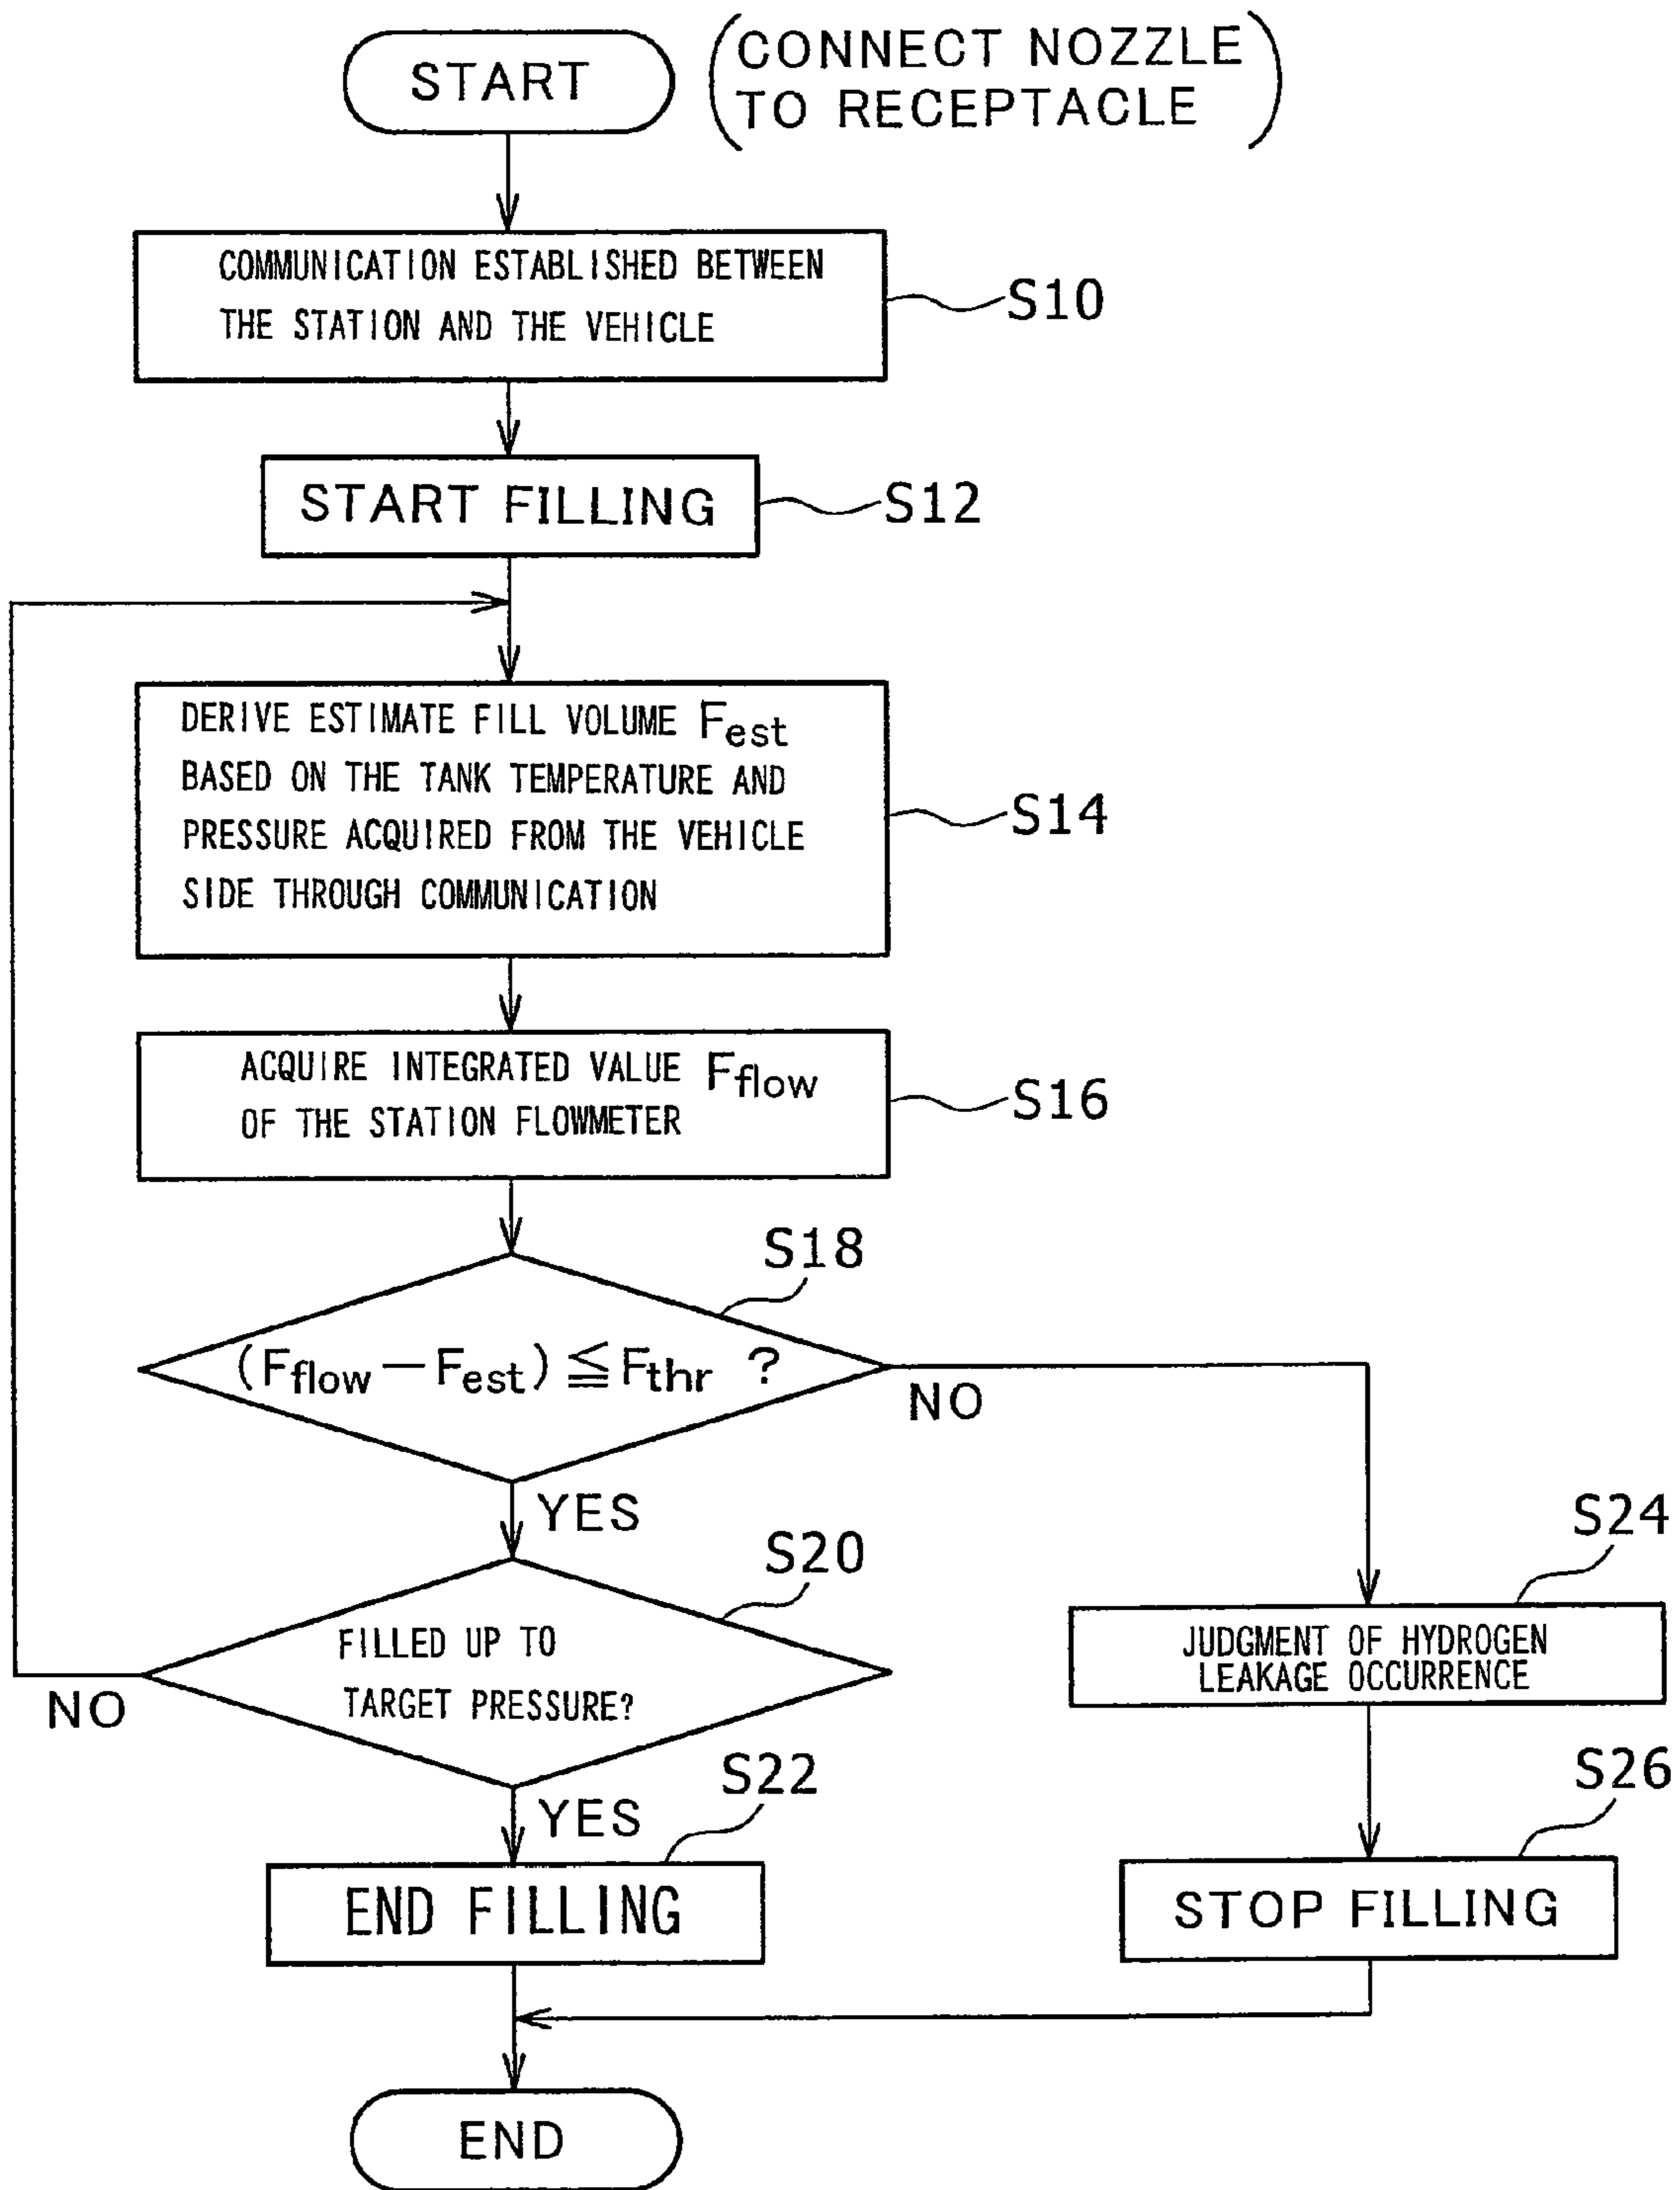 START
(CONNECT NOZZLE
TO RECEPTACLE)
COMMUNICATION ESTABLISHED BETWEEN
THE STATION AND THE VEHICLE
S10
START FILLING
S12
DERIVE ESTIMATE FILL VOLUME Fest
BASED ON THE TANK TEMPERATURE AND
PRESSURE ACQUIRED FROM THE VEHICLE
SIDE THROUGH COMMUNICATION
S14
ACQUIRE INTEGRATED VALUE Fflow
OF THE STATION FLOWMETER
S16
S18
(Fflow－Fest)≦Fthr ?
NO
YES
S20
FILLED UP TO
TARGET PRESSURE?
NO
YES
S24
JUDGMENT OF HYDROGEN
LEAKAGE OCCURRENCE
S22
END FILLING
S26
STOP FILLING
END